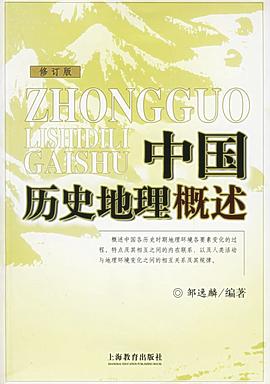 修订版
ZHONGGUO
LISHIDILI
GAISHU
中国
历史地理概述
概述中国各历史时期地理环境各要素变化的过
程、特点及其相互之间的内在联系，以及人类活动
与地理环境变化之间的相互关系及其规律。
◎ 邹逸麟/编著
上海教育出版社
SHANGHAI EDUCATION PUBLISHING HOUSE